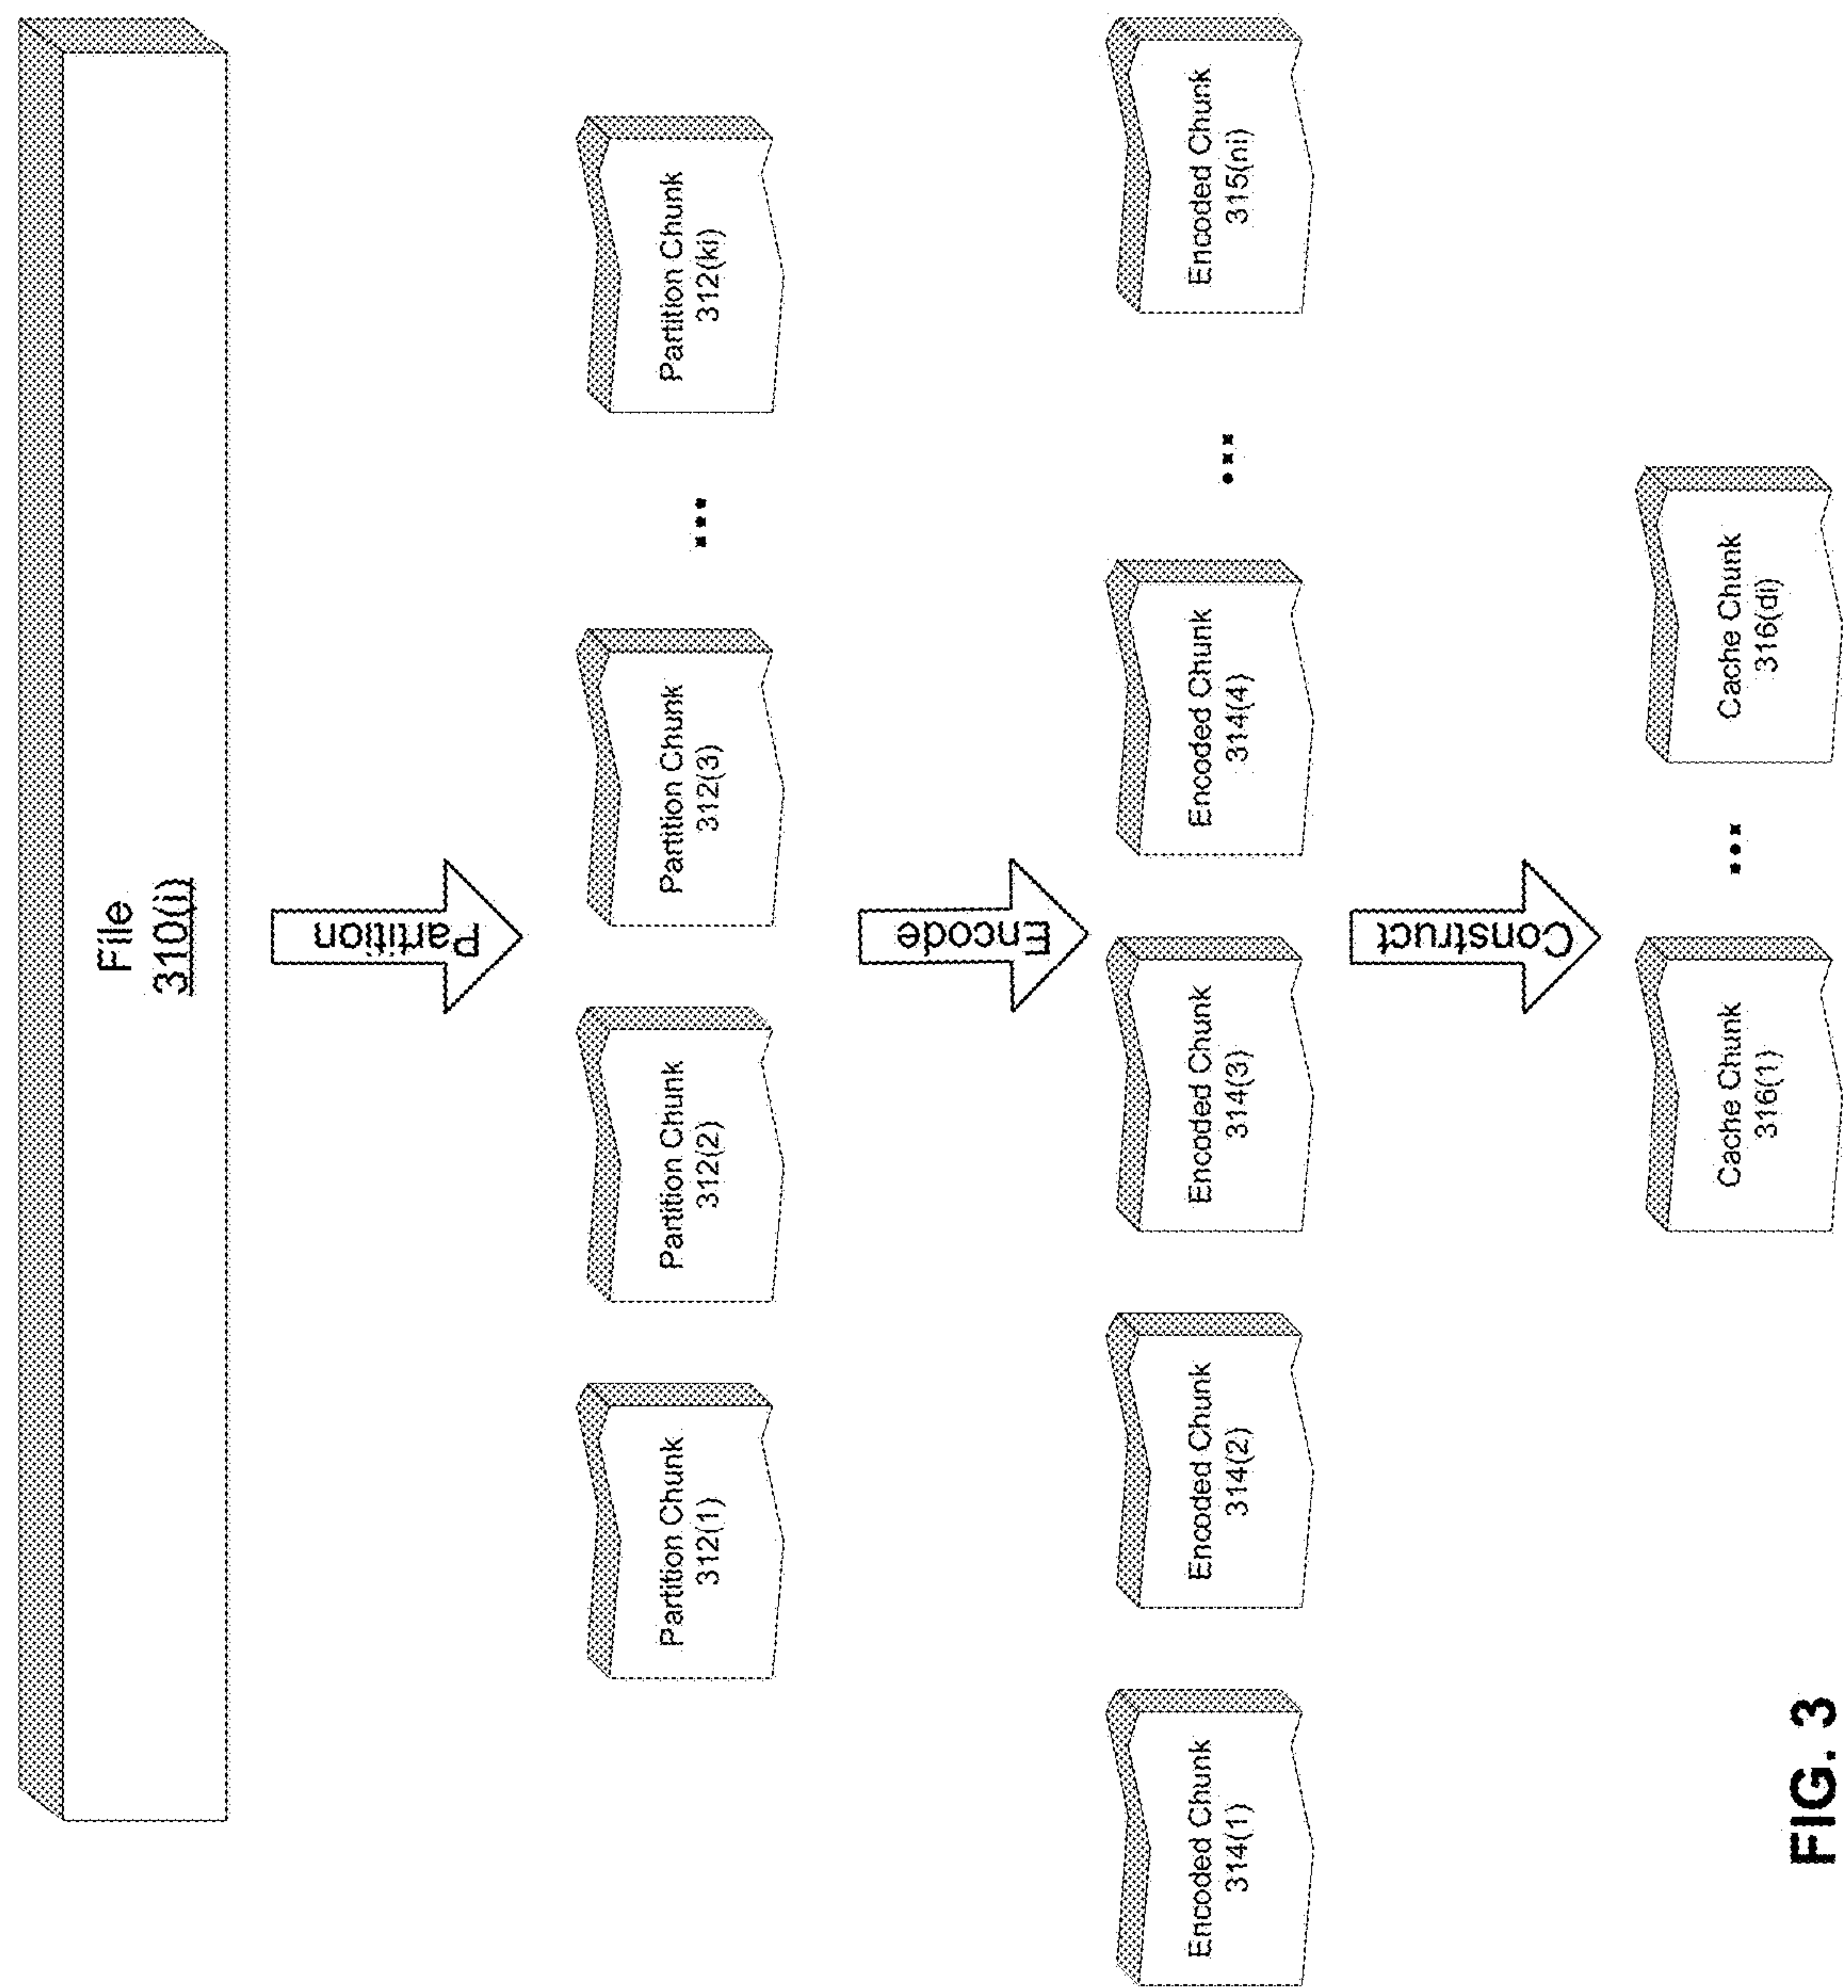 File
310(i)
Partition
Partition Chunk
312(1)
Partition Chunk
312(2)
Partition Chunk
312(3)
...
Partition Chunk
312(ki)
Encode
Encoded Chunk
314(1)
Encoded Chunk
314(2)
Encoded Chunk
314(3)
Encoded Chunk
314(4)
...
Encoded Chunk
315(ni)
Construct
Cache Chunk
316(1)
...
Cache Chunk
316(di)
FIG. 3